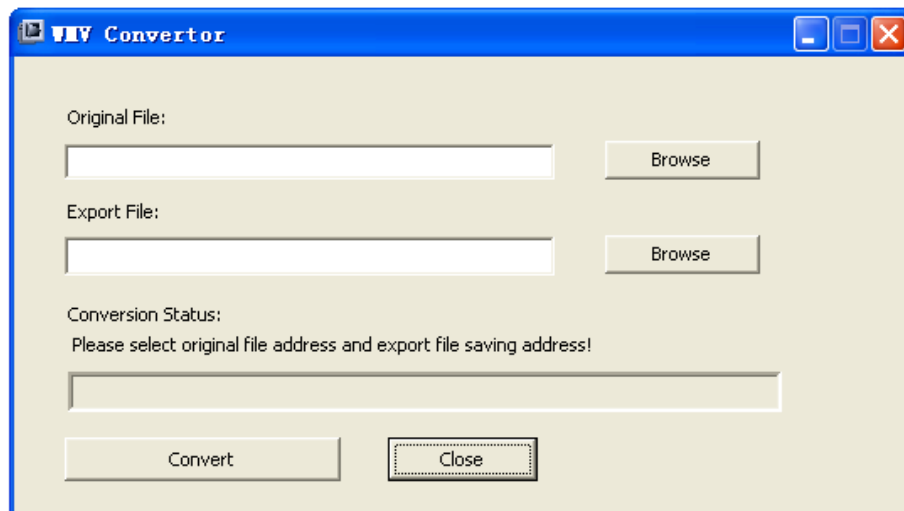 WMV Convertor
Original File:
Browse
Export File:
Browse
Conversion Status:
Please select original file address and export file saving address!
Convert
Close